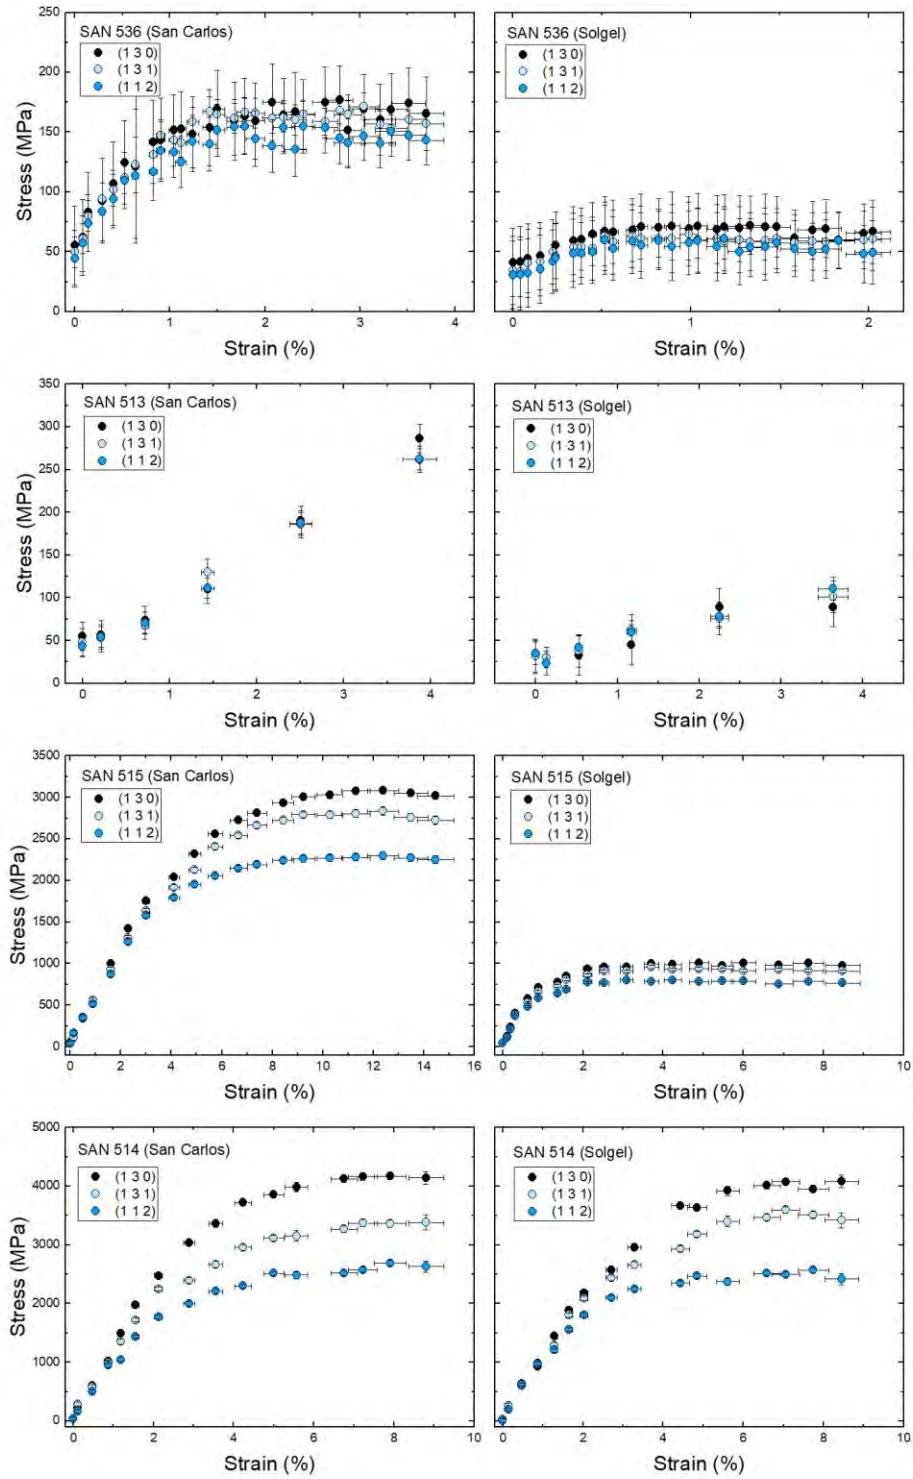 SAN 536 (San Carlos)
(1 3 0)
(1 3 1)
(1 1 2)
250
200
150
100
50
0
Stress (MPa)
0 1 2 3 4
Strain (%)
SAN 536 (Solgel)
(1 3 0)
(1 3 1)
(1 1 2)
0 1 2
Strain (%)
SAN 513 (San Carlos)
(1 3 0)
(1 3 1)
(1 1 2)
350
300
250
200
150
100
50
0
Stress (MPa)
0 1 2 3 4
Strain (%)
SAN 513 (Solgel)
(1 3 0)
(1 3 1)
(1 1 2)
0 1 2 3 4
Strain (%)
SAN 515 (San Carlos)
(1 3 0)
(1 3 1)
(1 1 2)
3500
3000
2500
2000
1500
1000
500
0
Stress (MPa)
0 2 4 6 8 10 12 14 16
Strain (%)
SAN 515 (Solgel)
(1 3 0)
(1 3 1)
(1 1 2)
0 2 4 6 8 10
Strain (%)
SAN 514 (San Carlos)
(1 3 0)
(1 3 1)
(1 1 2)
5000
4000
3000
2000
1000
0
Stress (MPa)
0 2 4 6 8 10
Strain (%)
SAN 514 (Solgel)
(1 3 0)
(1 3 1)
(1 1 2)
0 2 4 6 8 10
Strain (%)